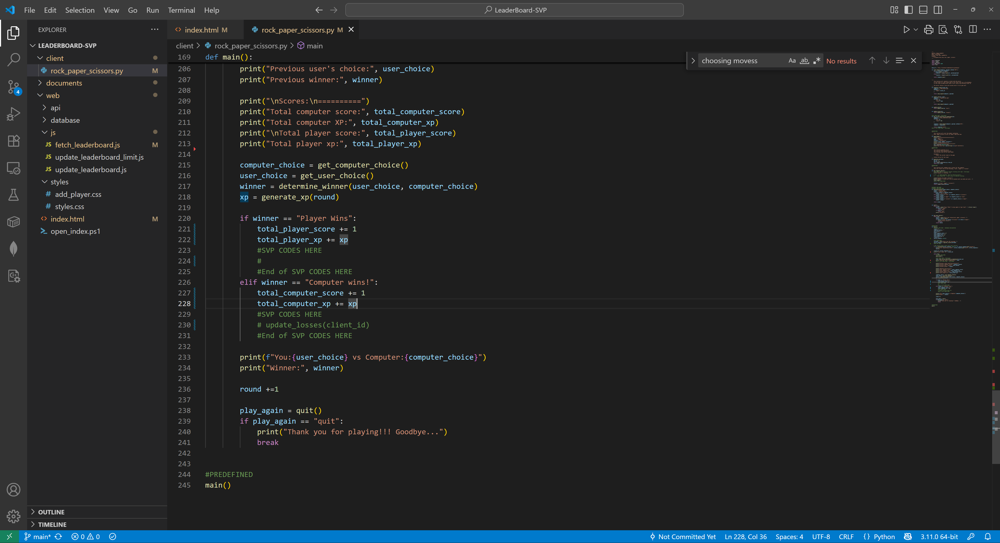 File Edit Selection View Go Run Terminal Help
LeaderBoard-SVP
EXPLORER
LEADERBOARD-SVP
client
rock_paper_scissors.py M
documents
web
api
database
js
JS fetch_leaderboard.js M
JS update_leaderboard_limit.js
JS update_leaderboard.js
styles
# add_player.css
# styles.css
<> index.html M
open_index.ps1
OUTLINE
TIMELINE
4
<> index.html M
rock_paper_scissors.py M
client > rock_paper_scissors.py > main
choosing movess Aa ab .* No results
169 def main():
206 print("Previous user's choice:", user_choice)
207 print("Previous winner:", winner)
208
209 print("\nScores:\n==========")
210 print("Total computer score:", total_computer_score)
211 print("Total computer XP:", total_computer_xp)
212 print("\nTotal player score:", total_player_score)
213 print("Total player xp:", total_player_xp)
214
215 computer_choice = get_computer_choice()
216 user_choice = get_user_choice()
217 winner = determine_winner(user_choice, computer_choice)
218 xp = generate_xp(round)
219
220 if winner == "Player Wins":
221 total_player_score += 1
222 total_player_xp += xp
223 #SVP CODES HERE
224 #
225 #End of SVP CODES HERE
226 elif winner == "Computer wins!":
227 total_computer_score += 1
228 total_computer_xp += xp
229 #SVP CODES HERE
230 # update_losses(client_id)
231 #End of SVP CODES HERE
232
233 print(f"You:{user_choice} vs Computer:{computer_choice}")
234 print("Winner:", winner)
235
236 round +=1
237
238 play_again = quit()
239 if play_again == "quit":
240 print("Thank you for playing!!! Goodbye...")
241 break
242
243
244 #PREDEFINED
245 main()
main* 0 0
Not Committed Yet Ln 228, Col 36 Spaces: 4 UTF-8 CRLF {} Python 3.11.0 64-bit